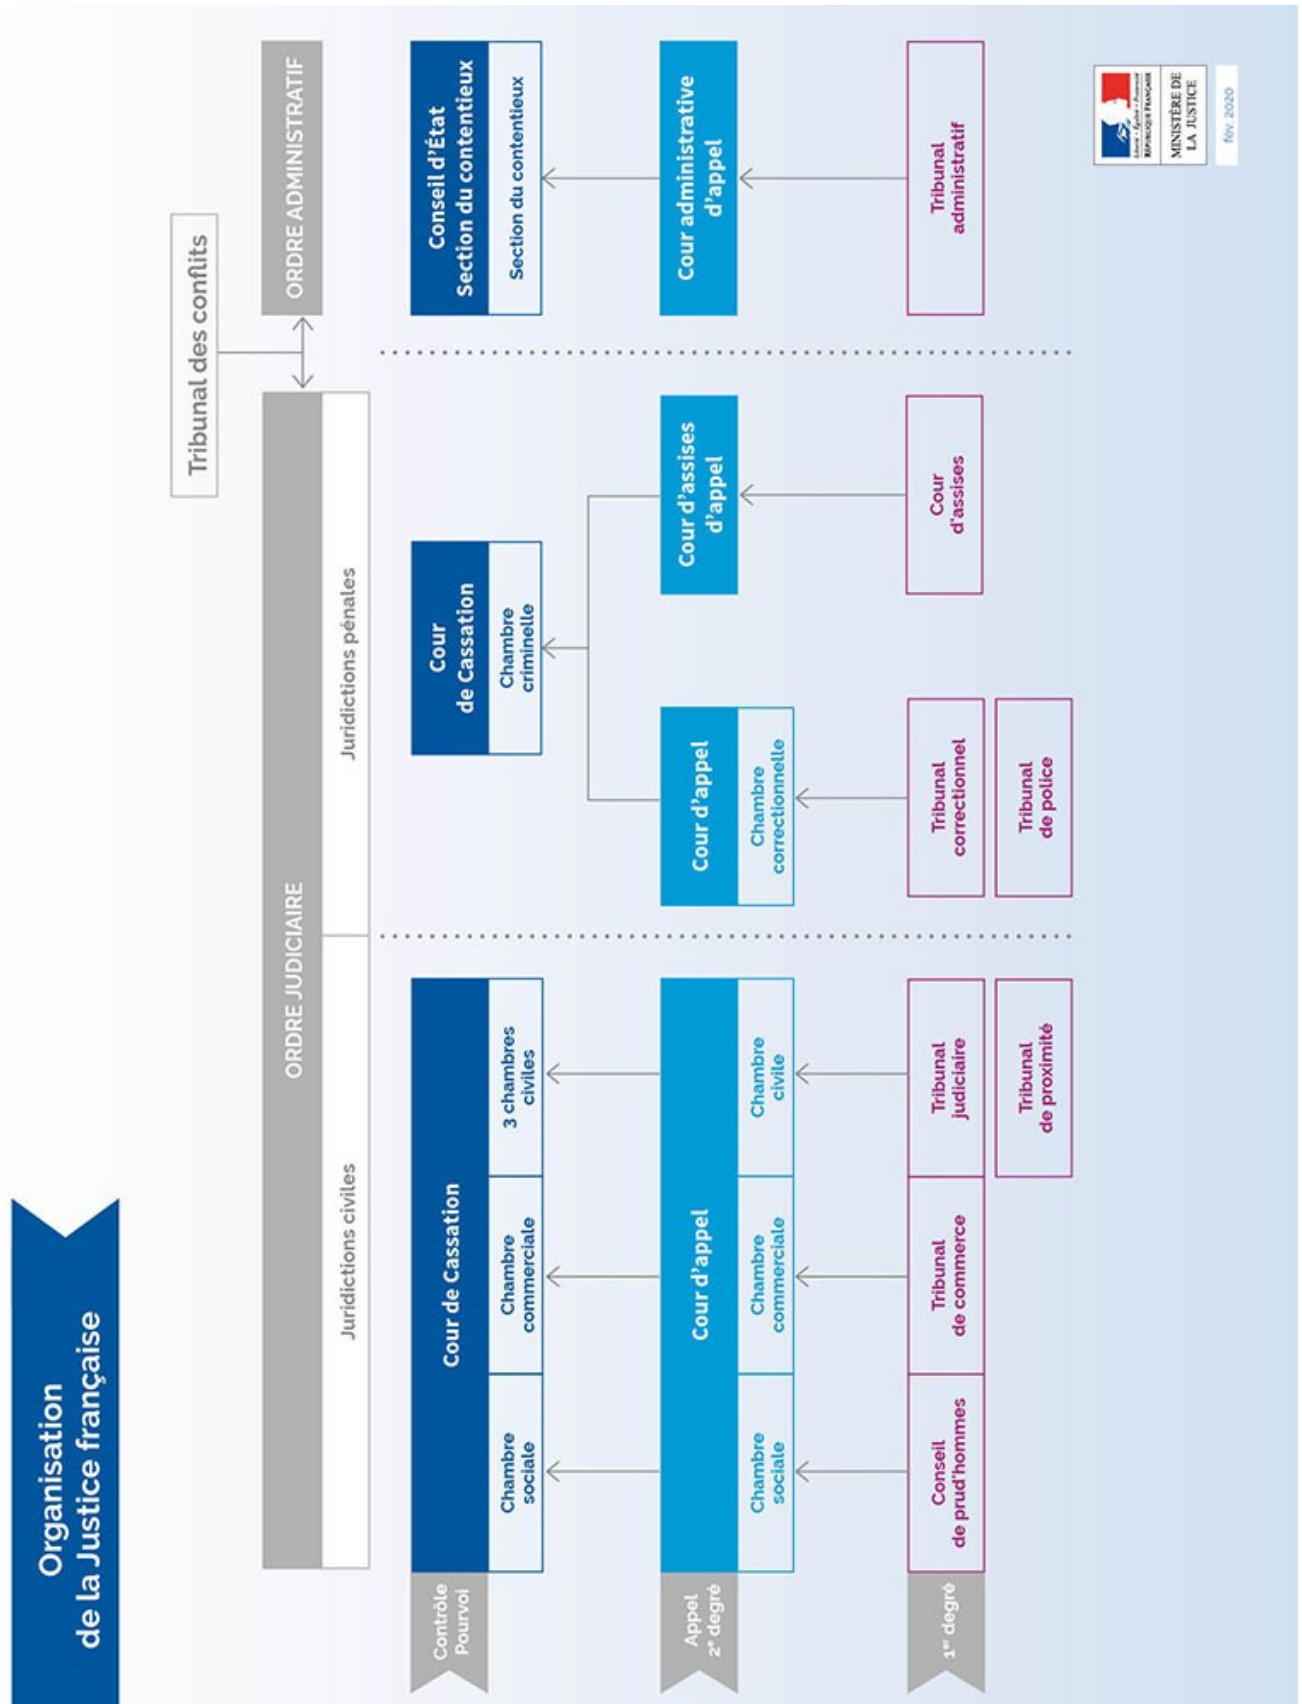 Organisation
de la Justice française
Tribunal des conflits
ORDRE JUDICIAIRE
ORDRE ADMINISTRATIF
Juridictions civiles
Juridictions pénales
Contrôle
Pourvoi
Cour de Cassation
Chambre
sociale
Chambre
commerciale
3 chambres
civiles
Cour
de Cassation
Chambre
criminelle
Conseil d'État
Section du contentieux
Section du contentieux
Appel
2e degré
Cour d'appel
Chambre
sociale
Chambre
commerciale
Chambre
civile
Cour d'appel
Chambre
correctionnelle
Cour d'assises
d'appel
Cour administrative
d'appel
1er degré
Conseil
de prud'hommes
Tribunal
de commerce
Tribunal
judiciaire
Tribunal
de proximité
Tribunal
correctionnel
Tribunal
de police
Cour
d'assises
Tribunal
administratif
Liberté • Égalité • Fraternité
RÉPUBLIQUE FRANÇAISE
MINISTÈRE DE
LA JUSTICE
fév. 2020